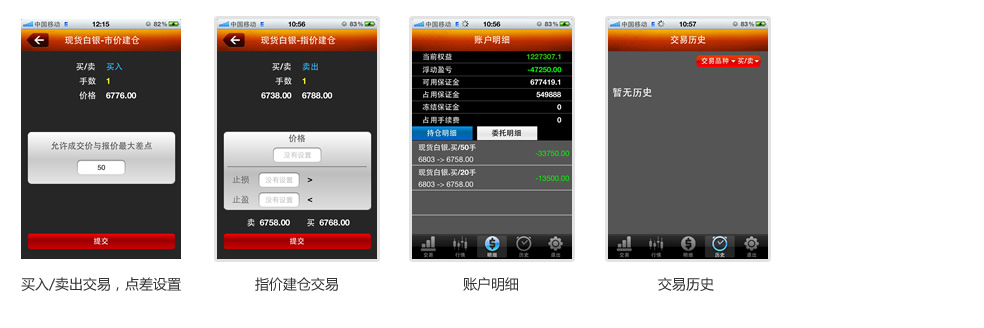 中国移动 E 12:15 82%
现货白银-市价建仓
买/卖 买入
手数 1
价格 6776.00
允许成交价与报价最大差点
50
提交
买入/卖出交易，点差设置
中国移动 E 10:56 83%
现货白银-指价建仓
买/卖 卖出
手数 1
6738.00 6788.00
价格
没有设置
止损 没有设置 >
止盈 没有设置 <
卖 6758.00 买 6768.00
提交
指价建仓交易
中国移动 E 10:56 83%
账户明细
当前权益 1227307.1
浮动盈亏 -47250.00
可用保证金 677419.1
占用保证金 549888
冻结保证金 0
占用手续费 0
持仓明细 委托明细
现货白银.买/50手
6803 -> 6758.00 -33750.00
现货白银.买/20手
6803 -> 6758.00 -13500.00
交易 行情 明细 历史 退出
账户明细
中国移动 E 10:57 83%
交易历史
交易品种 买/卖
暂无历史
交易 行情 明细 历史 退出
交易历史